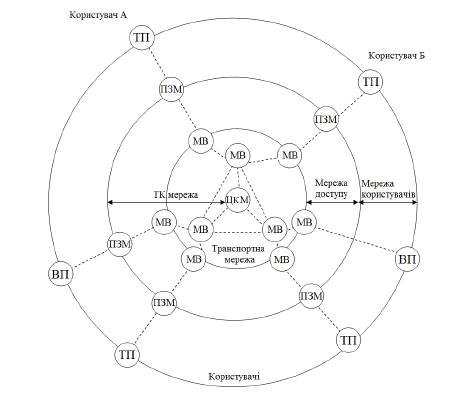 Користувач А
ТП
Користувач Б
ТП
ПЗМ
ПЗМ
МВ
МВ
МВ
ТК мережа
ЦкМ
Мережа
доступу
Мережа
користувачів
МВ
МВ
МВ
МВ
ПЗМ
Транспортна
мережа
МВ
МВ
ВП
ВП
ПЗМ
ПЗМ
ТП
ТП
Користувачі